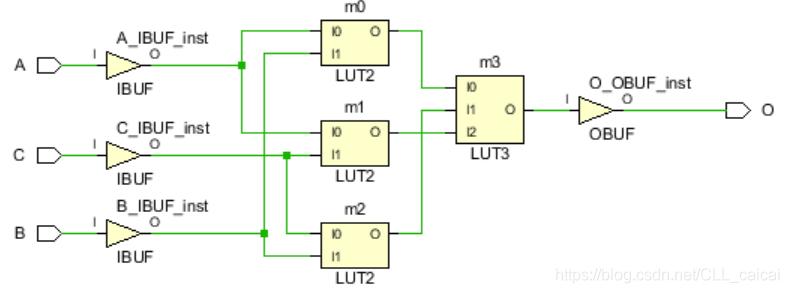 A
I
A_IBUF_inst
O
IBUF
C
I
C_IBUF_inst
O
IBUF
B
I
B_IBUF_inst
O
IBUF
m0
I0 O
I1
LUT2
m1
I0 O
I1
LUT2
m2
I0 O
I1
LUT2
m3
I0
I1 O
I2
LUT3
O_OBUF_inst
I O
OBUF
O
https://blog.csdn.net/CLL_caicai